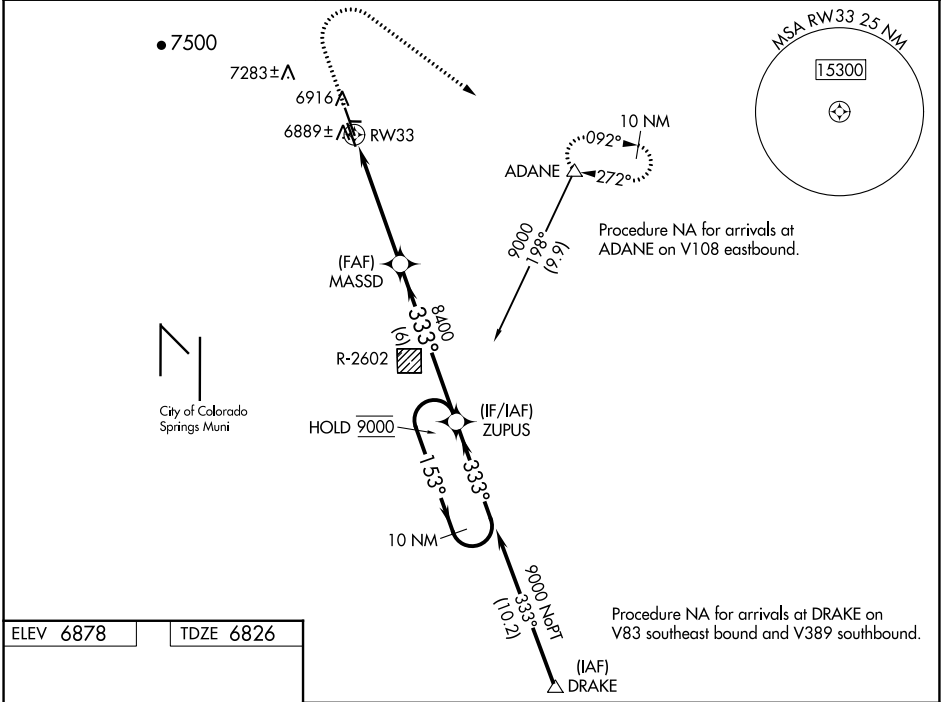 7500
7283±
6916
6889±
RW33
MSA RW33 25 NM
15300
10 NM
092°
ADANE
272°
9000
198°
(9.9)
Procedure NA for arrivals at
ADANE on V108 eastbound.
(FAF)
MASSD
8400
333°
(6)
R-2602
City of Colorado
Springs Muni
HOLD 9000
(IF/IAF)
ZUPUS
153°
333°
10 NM
9000 NoPT
333°
(10.2)
Procedure NA for arrivals at DRAKE on
V83 southeast bound and V389 southbound.
(IAF)
DRAKE
ELEV 6878
TDZE 6826